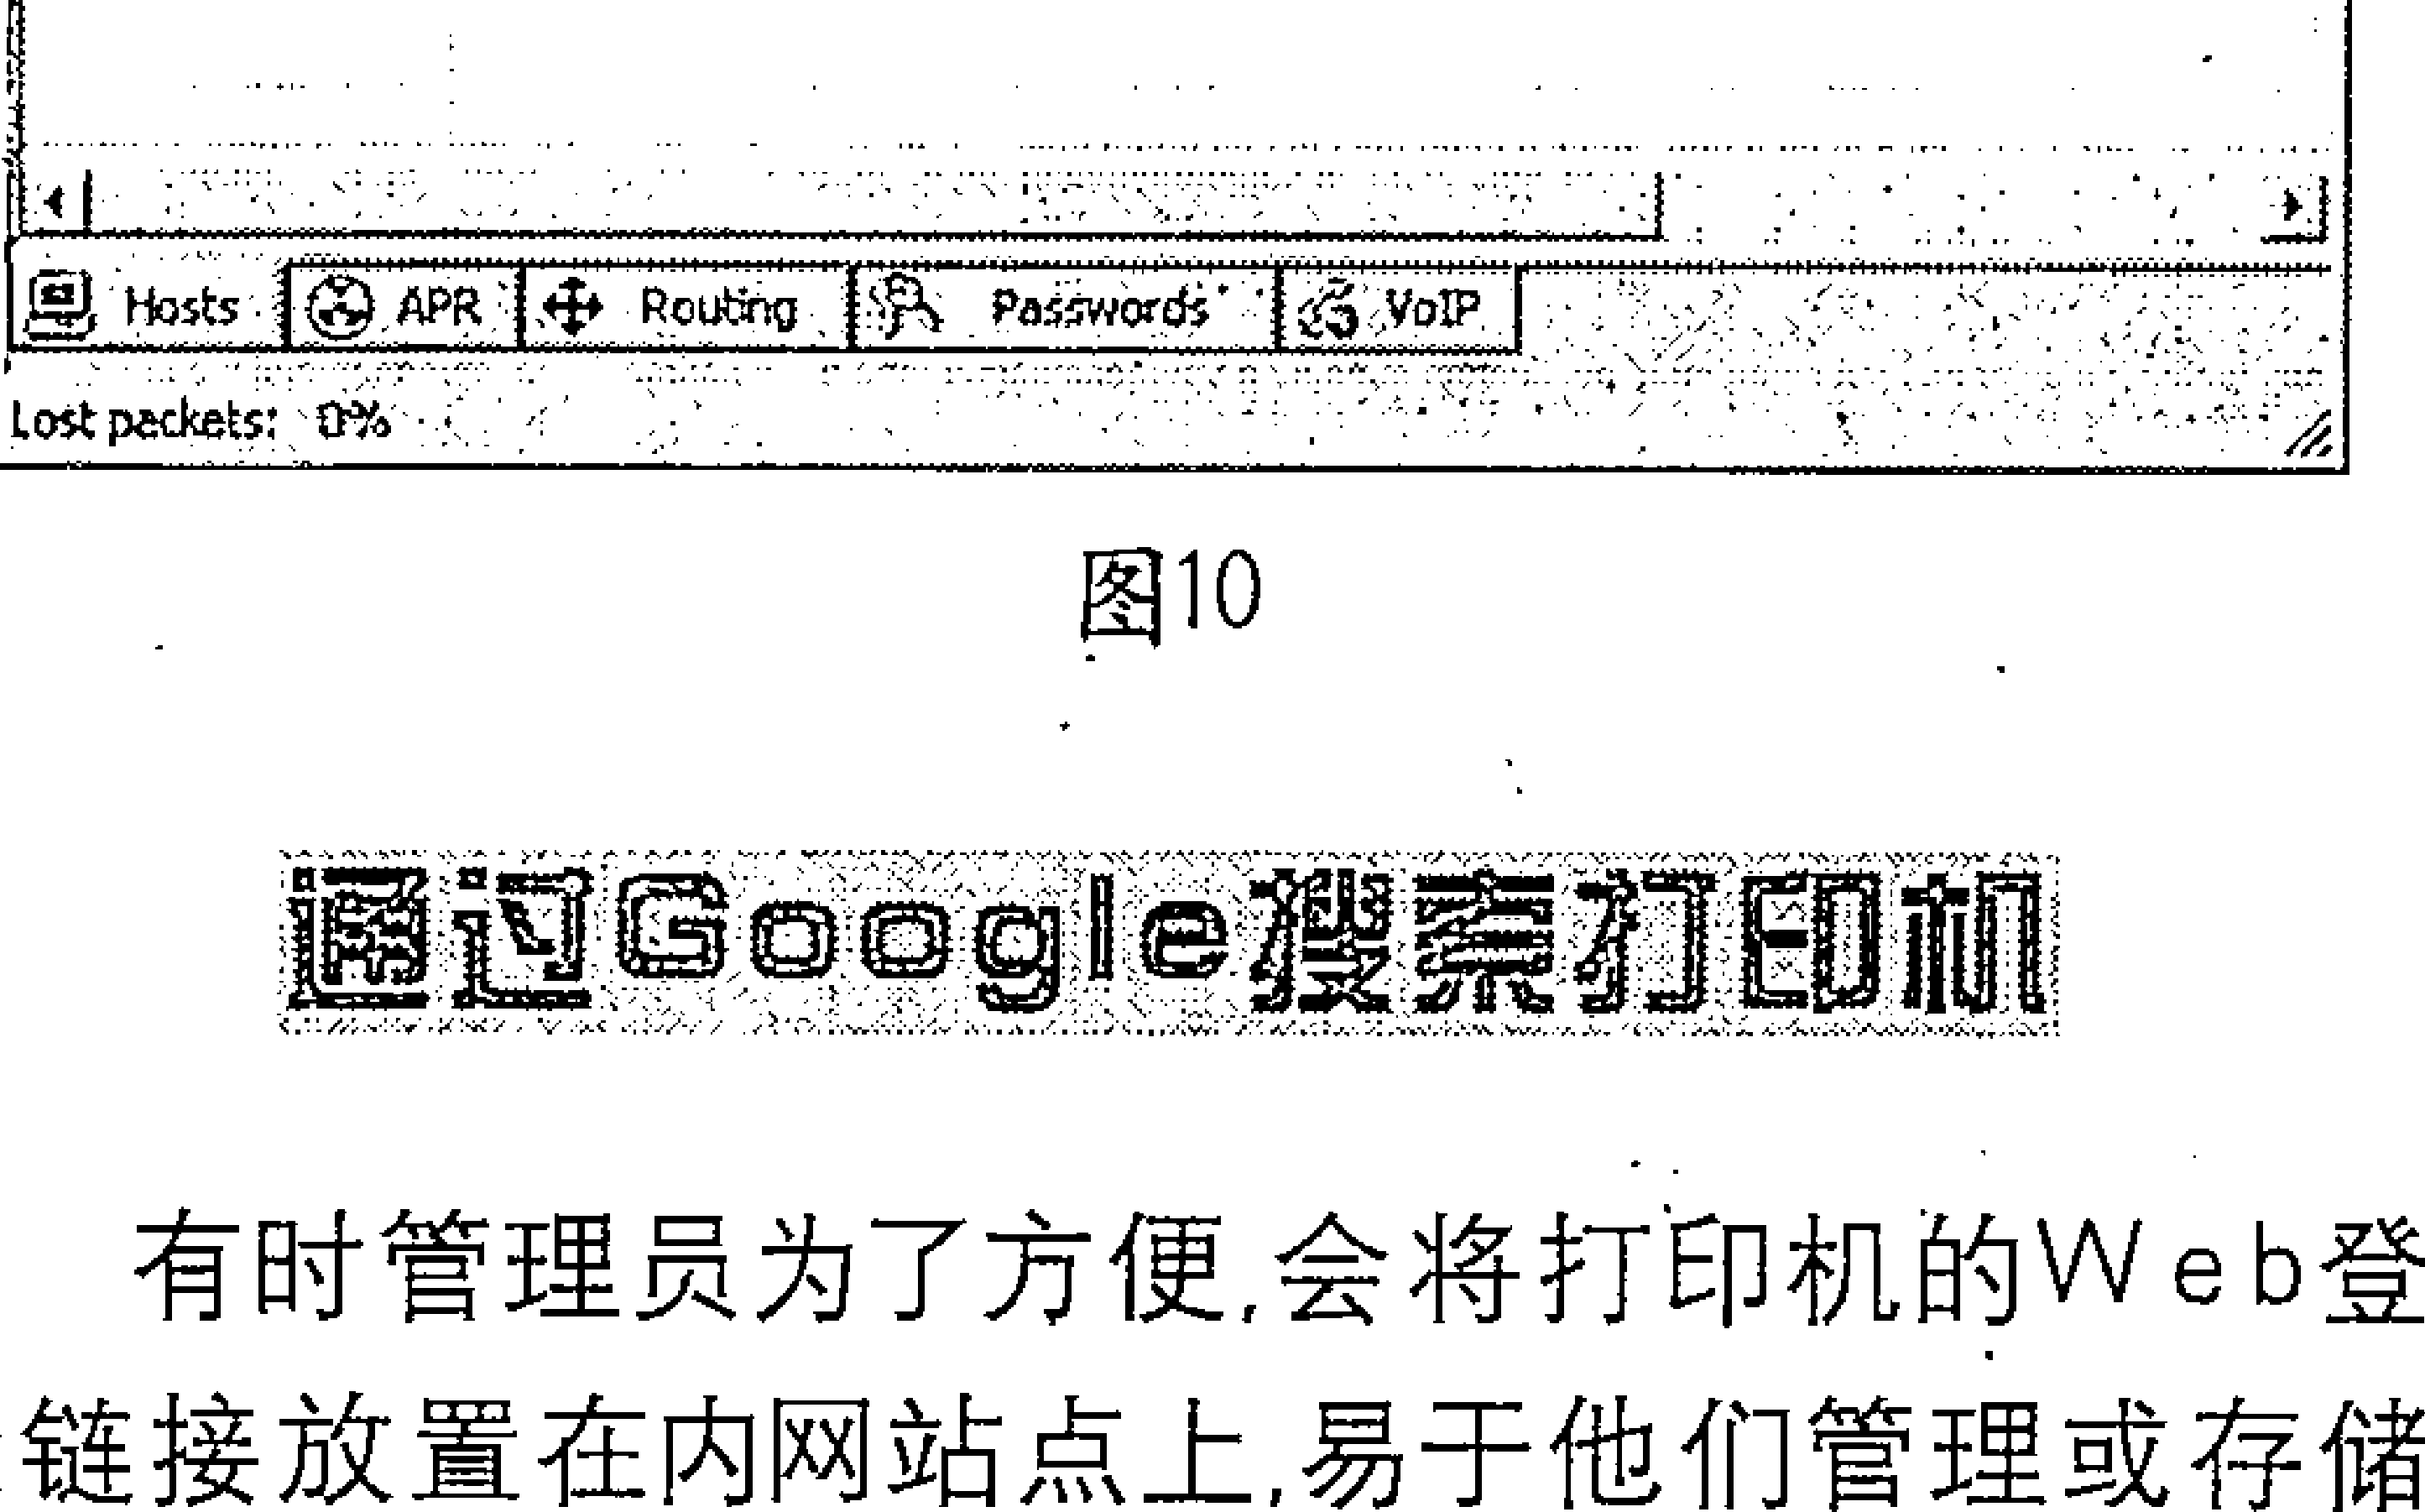 Hosts APR Routing Passwords VoIP
Lost packets: 0%
图10
通过Google搜索打印机
有时管理员为了方便,会将打印机的Web登
链接放置在内网站点上,易于他们管理或存储